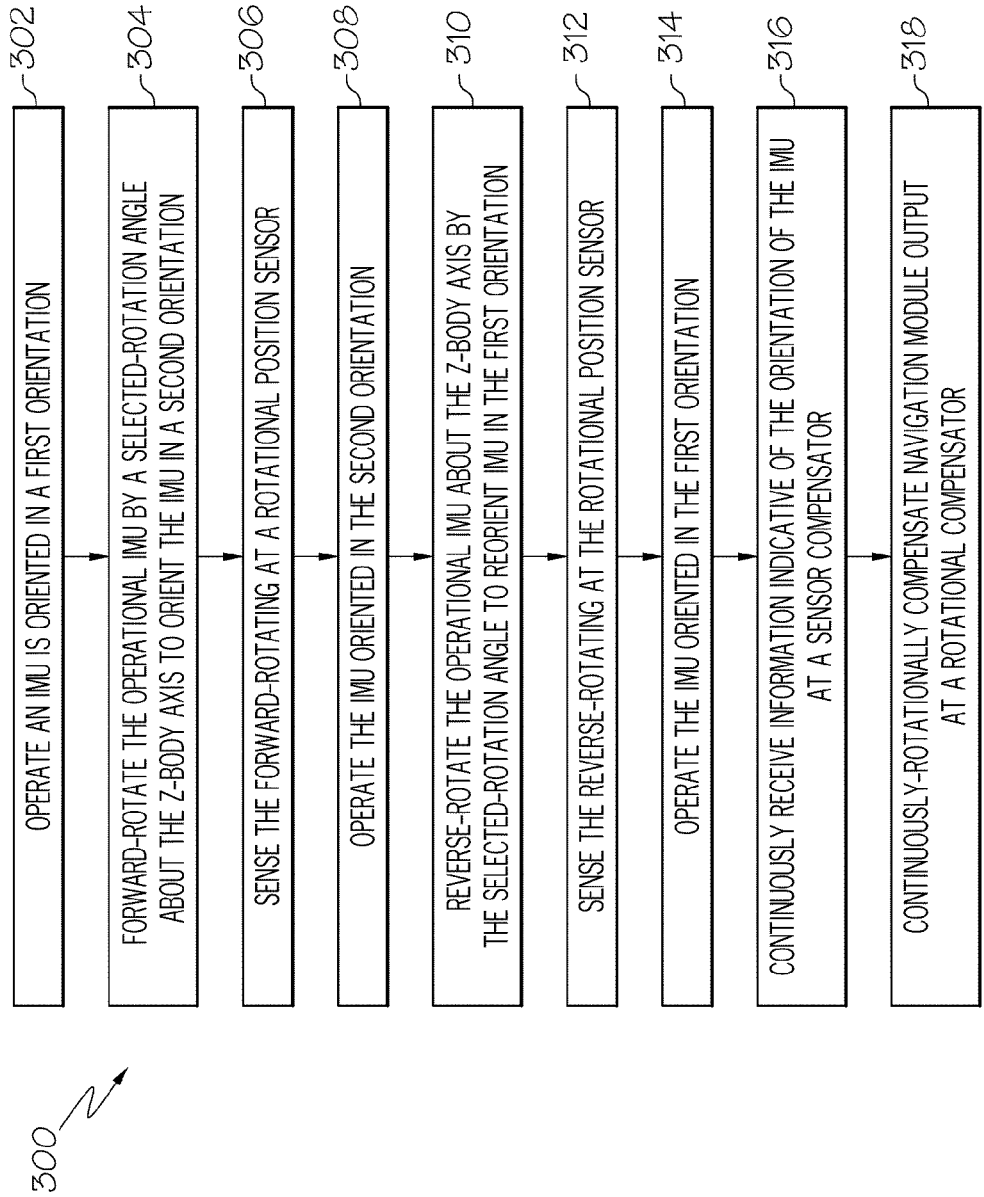 300
OPERATE AN IMU IS ORIENTED IN A FIRST ORIENTATION
302
FORWARD-ROTATE THE OPERATIONAL IMU BY A SELECTED-ROTATION ANGLE
ABOUT THE Z-BODY AXIS TO ORIENT THE IMU IN A SECOND ORIENTATION
304
SENSE THE FORWARD-ROTATING AT A ROTATIONAL POSITION SENSOR
306
OPERATE THE IMU ORIENTED IN THE SECOND ORIENTATION
308
REVERSE-ROTATE THE OPERATIONAL IMU ABOUT THE Z-BODY AXIS BY
THE SELECTED-ROTATION ANGLE TO REORIENT IMU IN THE FIRST ORIENTATION
310
SENSE THE REVERSE-ROTATING AT THE ROTATIONAL POSITION SENSOR
312
OPERATE THE IMU ORIENTED IN THE FIRST ORIENTATION
314
CONTINUOUSLY RECEIVE INFORMATION INDICATIVE OF THE ORIENTATION OF THE IMU
AT A SENSOR COMPENSATOR
316
CONTINUOUSLY-ROTATIONALLY COMPENSATE NAVIGATION MODULE OUTPUT
AT A ROTATIONAL COMPENSATOR
318